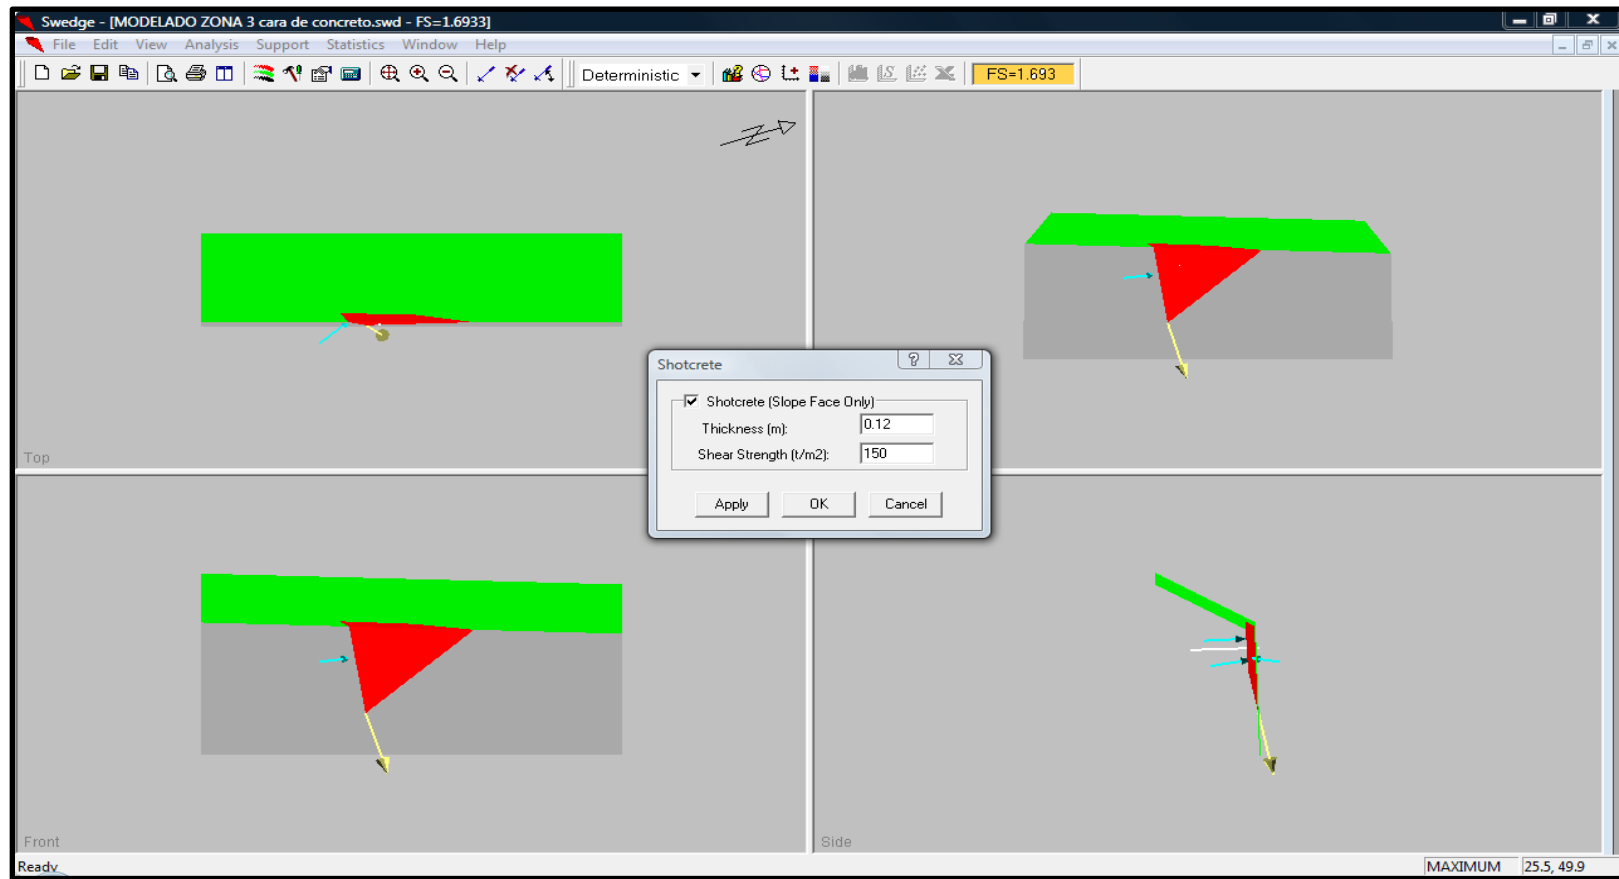 Swedge - [MODELADO ZONA 3 cara de concreto.swd - FS=1.6933]
File Edit View Analysis Support Statistics Window Help
Deterministic FS=1.693
Top
Shotcrete
Shotcrete (Slope Face Only)
Thickness (m): 0.12
Shear Strength (t/m2): 150
Apply OK Cancel
Front
Side
Ready MAXIMUM 25.5, 49.9